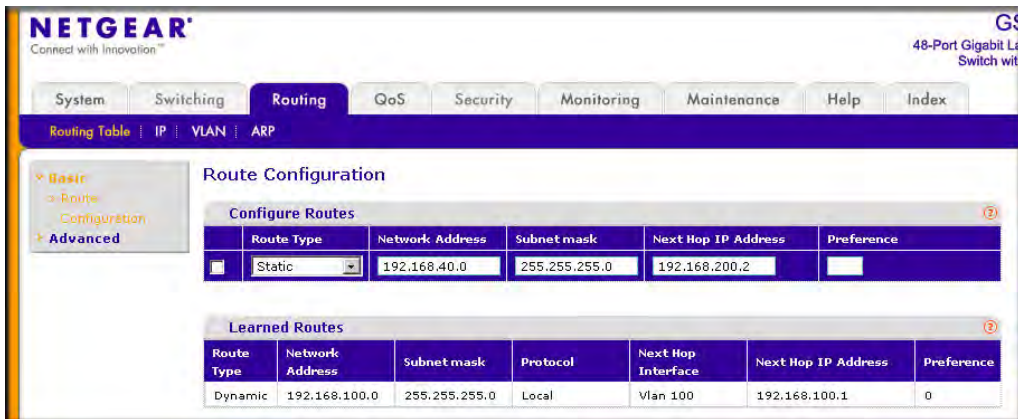 NETGEAR
Connect with Innovation™
GS
48-Port Gigabit La
Switch wit
System Switching Routing QoS Security Monitoring Maintenance Help Index
Routing Table IP VLAN ARP
Basic
Route
Configuration
Advanced
Route Configuration
Configure Routes
Route Type Network Address Subnet mask Next Hop IP Address Preference
Static 192.168.40.0 255.255.255.0 192.168.200.2
Learned Routes
Route Type Network Address Subnet mask Protocol Next Hop Interface Next Hop IP Address Preference
Dynamic 192.168.100.0 255.255.255.0 Local Vlan 100 192.168.100.1 0